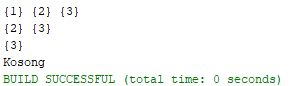 {1} {2} {3}
{2} {3}
{3}
Kosong
BUILD SUCCESSFUL (total time: 0 seconds)